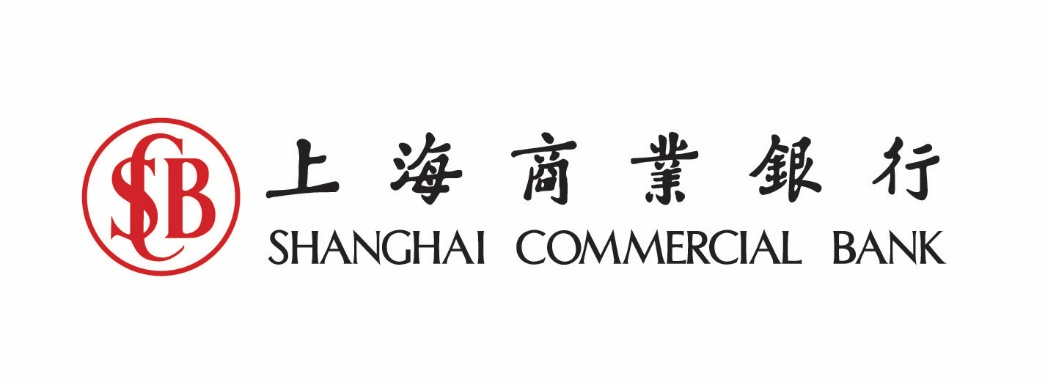 SCB
上海商業銀行
SHANGHAI COMMERCIAL BANK